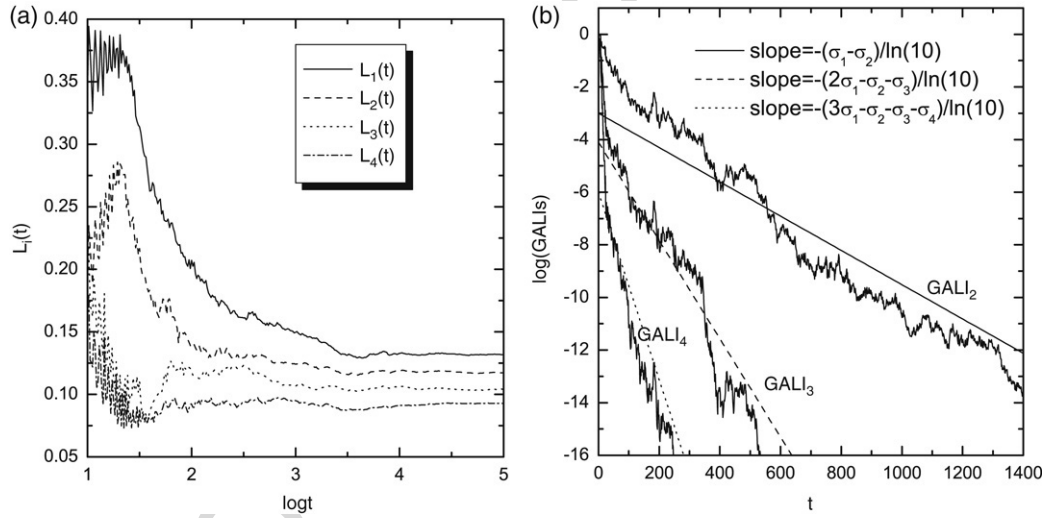 (a)
0.40
0.35
0.30
0.25
0.20
0.15
0.10
0.05
Lᵢ(t)
L₁(t)
L₂(t)
L₃(t)
L₄(t)
1 2 3 4 5
logt
(b)
0
-2
-4
-6
-8
-10
-12
-14
-16
log(GALIs)
slope=-(σ₁-σ₂)/ln(10)
slope=-(2σ₁-σ₂-σ₃)/ln(10)
slope=-(3σ₁-σ₂-σ₃-σ₄)/ln(10)
GALI₂
GALI₄
GALI₃
0 200 400 600 800 1000 1200 1400
t